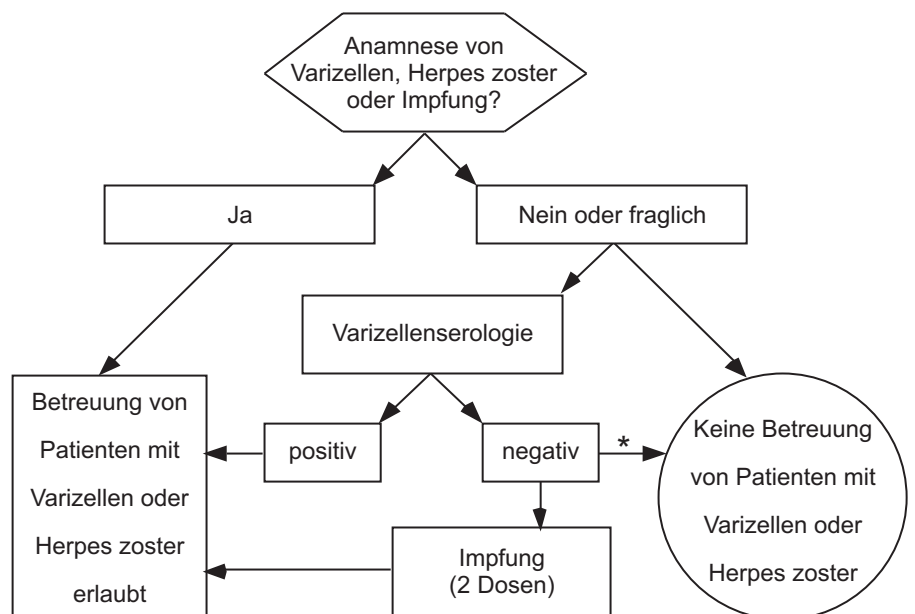 Anamnese von
Varizellen, Herpes zoster
oder Impfung?
Ja
Nein oder fraglich
Varizellenserologie
Betreuung von
Patienten mit
Varizellen oder
Herpes zoster
erlaubt
positiv
negativ
*
Keine Betreuung
von Patienten mit
Varizellen oder
Herpes zoster
Impfung
(2 Dosen)